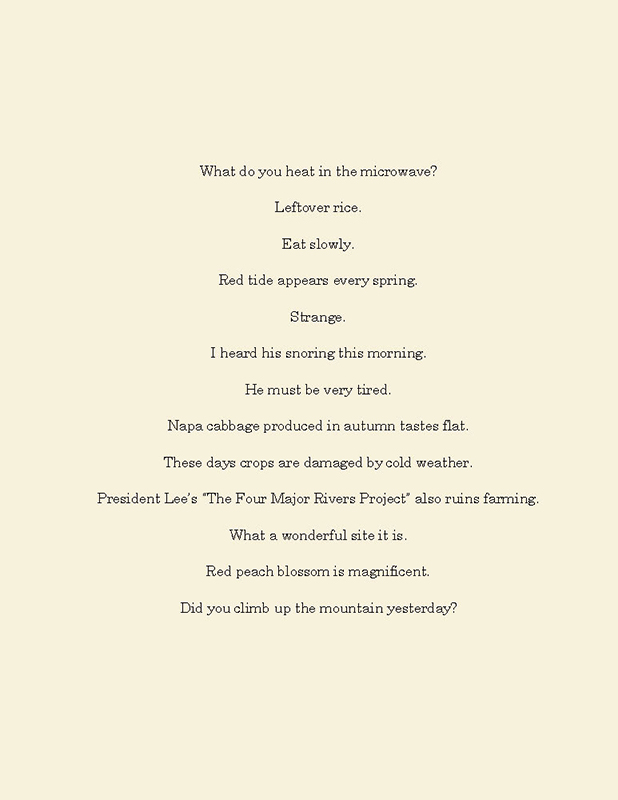 What do you heat in the microwave?
Leftover rice.
Eat slowly.
Red tide appears every spring.
Strange.
I heard his snoring this morning.
He must be very tired.
Napa cabbage produced in autumn tastes flat.
These days crops are damaged by cold weather.
President Lee's "The Four Major Rivers Project" also ruins farming.
What a wonderful site it is.
Red peach blossom is magnificent.
Did you climb up the mountain yesterday?